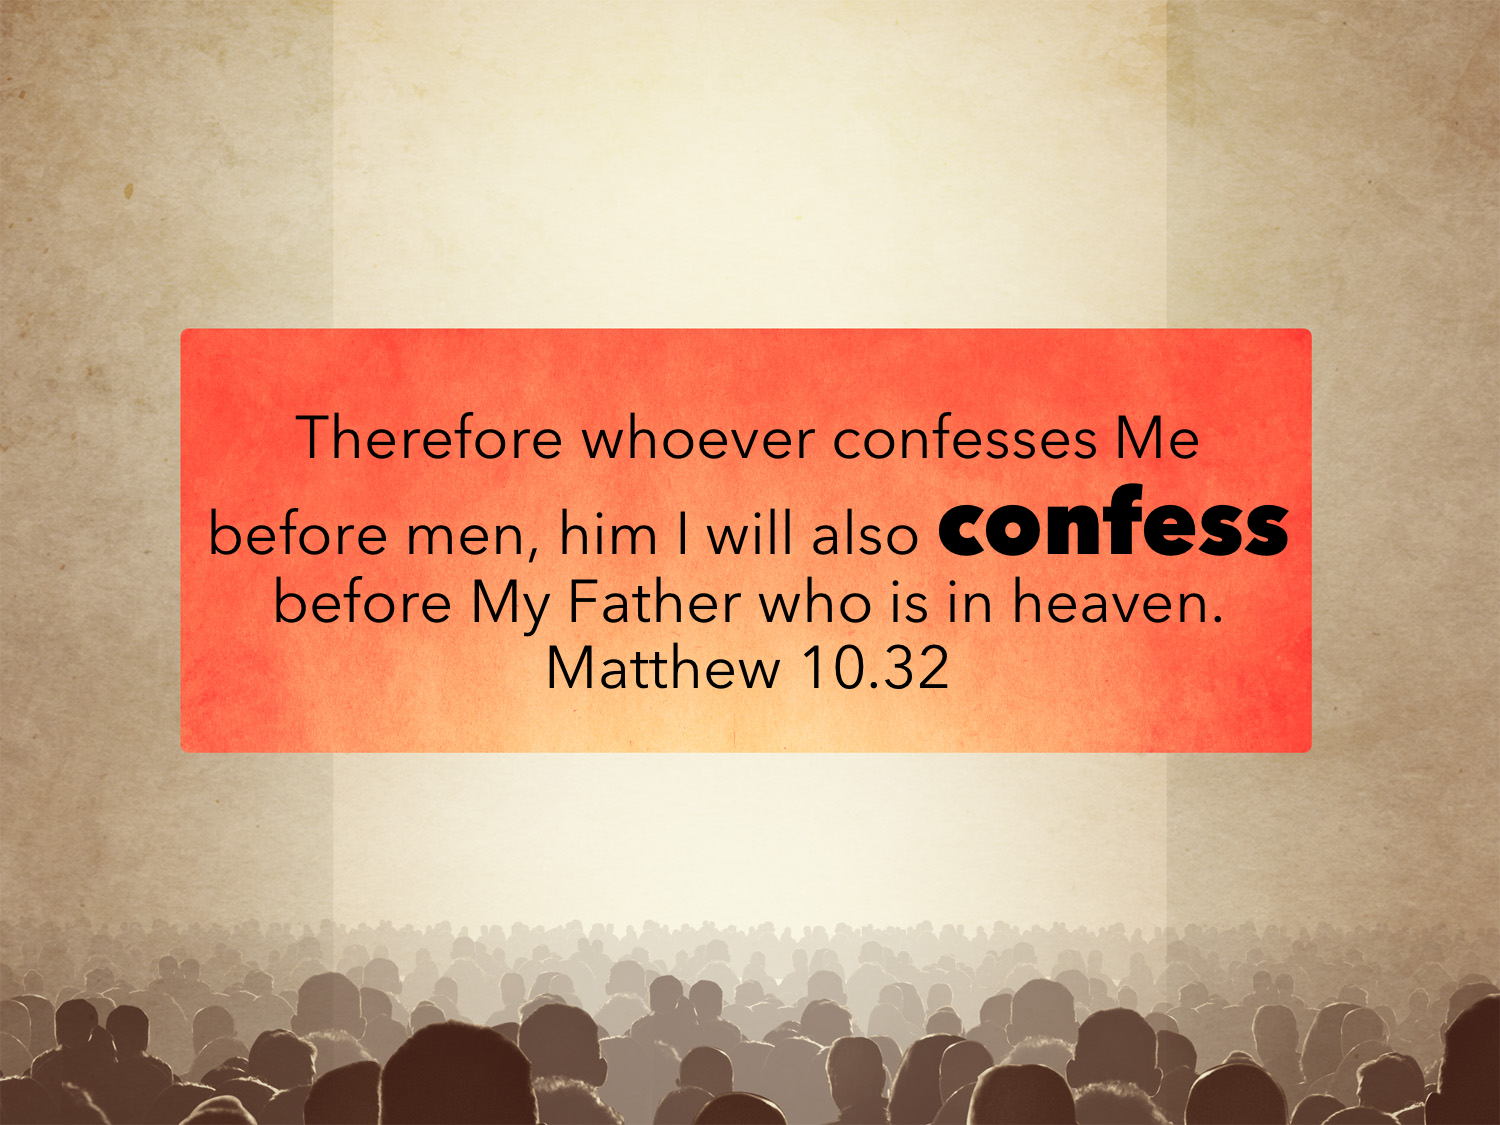 Therefore whoever confesses Me
before men, him I will also confess
before My Father who is in heaven.
Matthew 10.32